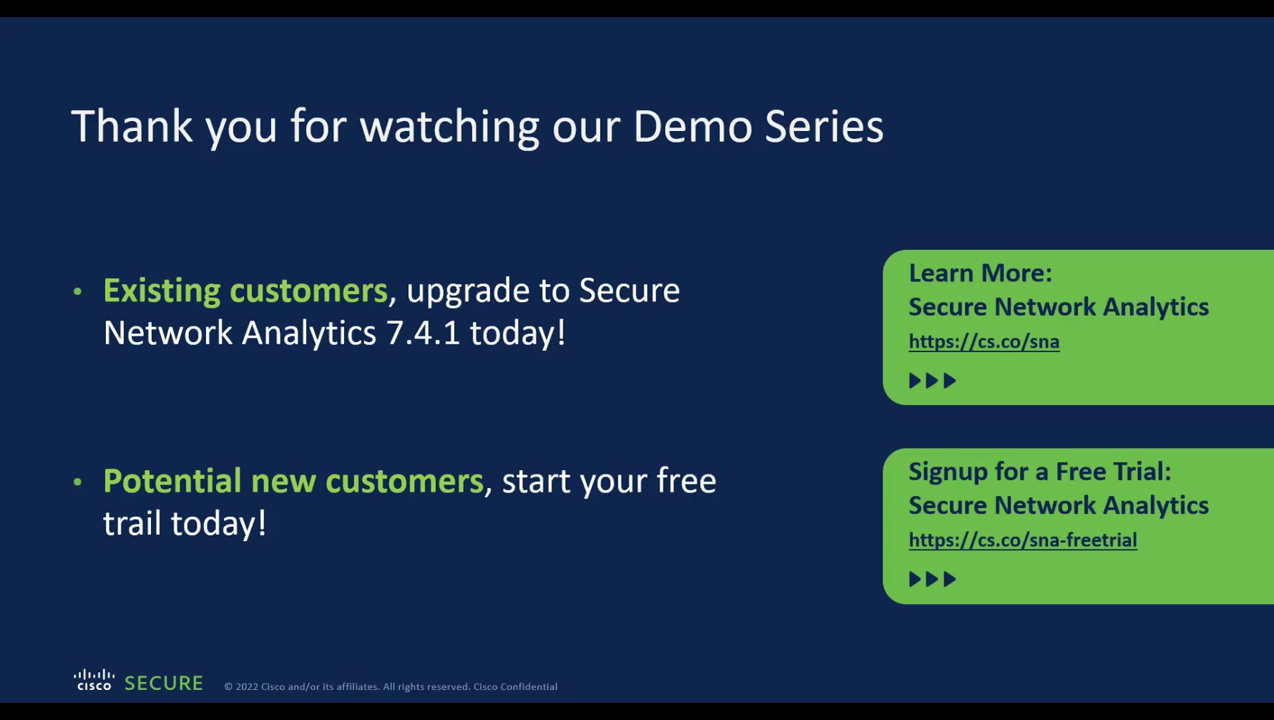 Thank you for watching our Demo Series
• Existing customers, upgrade to Secure
Network Analytics 7.4.1 today!
• Potential new customers, start your free
trail today!
Learn More:
Secure Network Analytics
https://cs.co/sna
Signup for a Free Trial:
Secure Network Analytics
https://cs.co/sna-freetrial
CISCO SECURE © 2022 Cisco and/or its affiliates. All rights reserved. Cisco Confidential